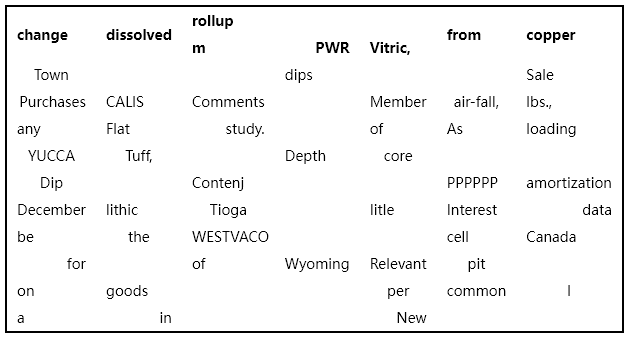 change dissolved rollup m PWR Vitric, from copper
Town dips Sale
Purchases CALIS Comments Member air-fall, lbs.,
any Flat study. of As loading
YUCCA Tuff, Depth core
Dip Contenj PPPPPP amortization
December lithic Tioga litle Interest data
be the WESTVACO cell Canada
for of Wyoming Relevant pit
on goods per common l
a in New